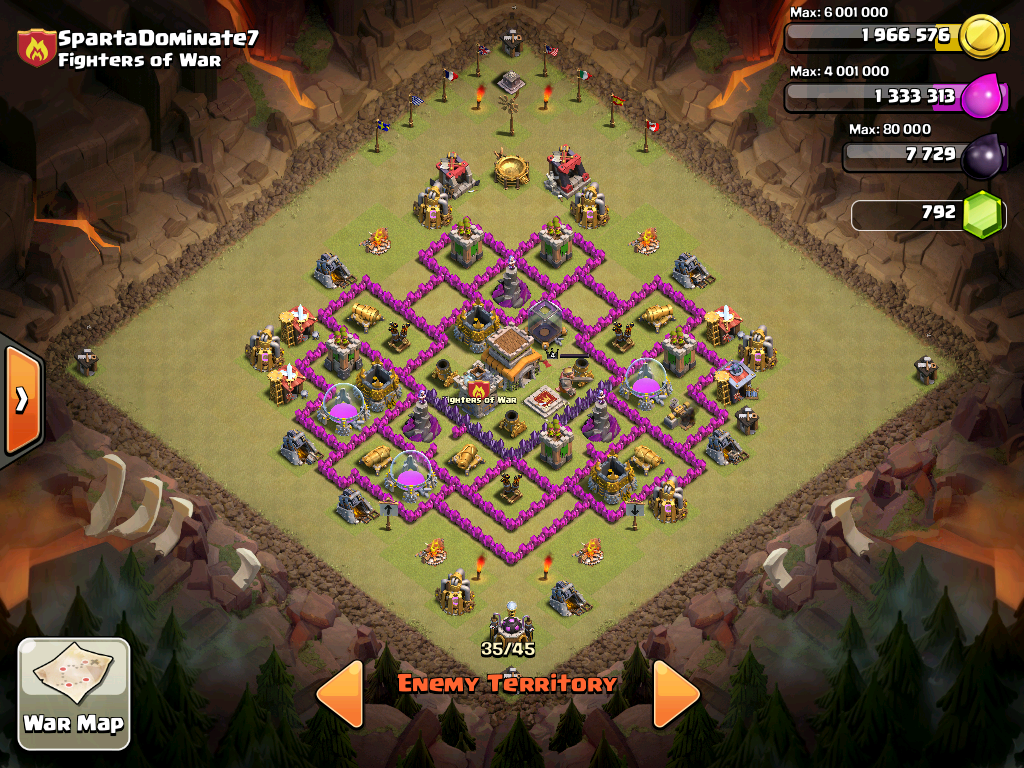 SpartaDominate7
Fighters of War
Max: 6 001 000
1 966 576
Max: 4 001 000
1 333 313
Max: 80 000
7 729
792
Fighters of War
35/45
Enemy Territory
War Map